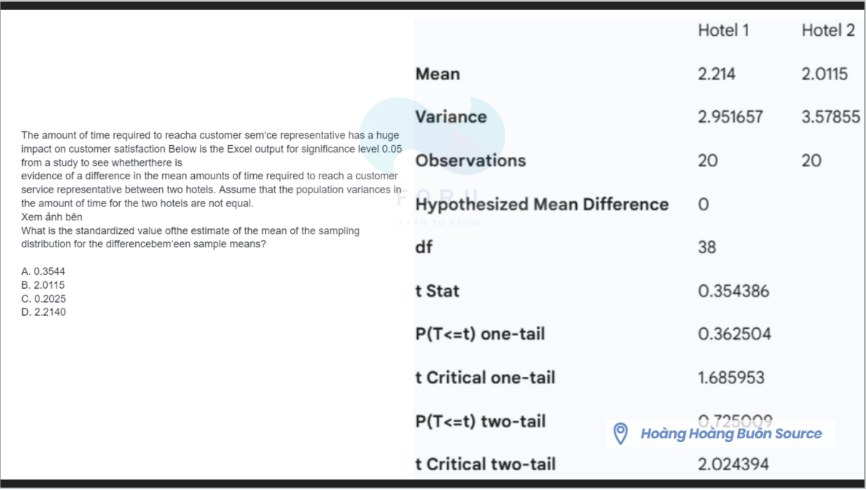 The amount of time required to reacha customer sem'ce representative has a huge
impact on customer satisfaction Below is the Excel output for significance level 0.05
from a study to see whetherthere is
evidence of a difference in the mean amounts of time required to reach a customer
service representative between two hotels. Assume that the population variances in
the amount of time for the two hotels are not equal.
Xem ảnh bên
What is the standardized value ofthe estimate of the mean of the sampling
distribution for the differencebem'een sample means?
A. 0.3544
B. 2.0115
C. 0.2025
D. 2.2140
Hotel 1 Hotel 2
Mean 2.214 2.0115
Variance 2.951657 3.57855
Observations 20 20
Hypothesized Mean Difference 0
df 38
t Stat 0.354386
P(T<=t) one-tail 0.362504
t Critical one-tail 1.685953
P(T<=t) two-tail 0.725009
t Critical two-tail 2.024394
Hoàng Hoàng Buôn Source